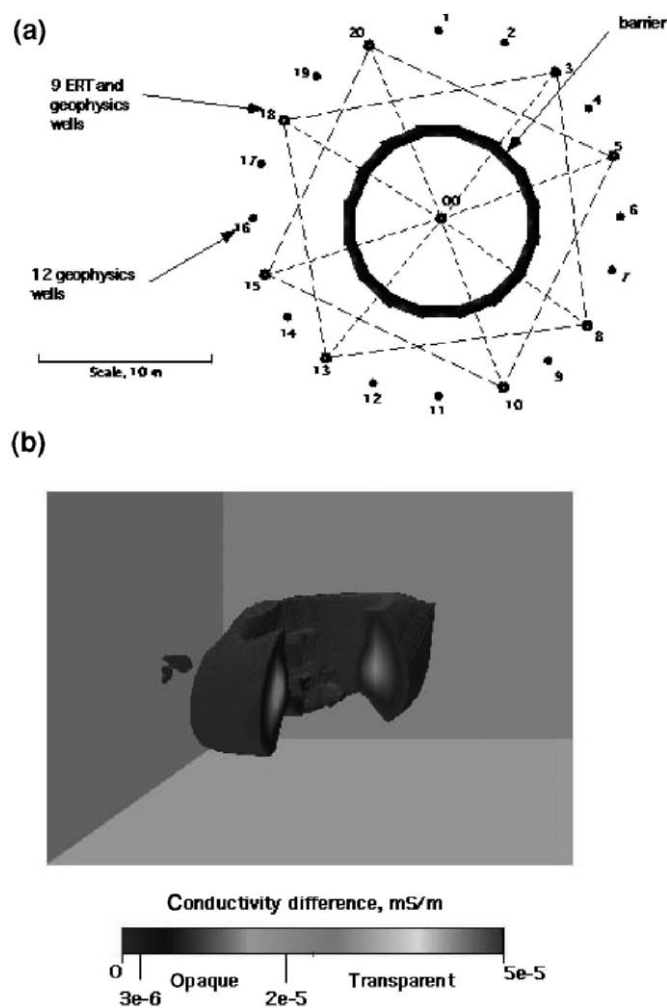 (a)
1
20
2
barrier
19
3
9 ERT and
geophysics
wells
18
4
5
17
00
16
6
12 geophysics
wells
15
7
14
8
Scale, 10 m
13
9
12
11
10
(b)
Conductivity difference, mS/m
0
Opaque
Transparent
5e-5
3e-6
2e-5